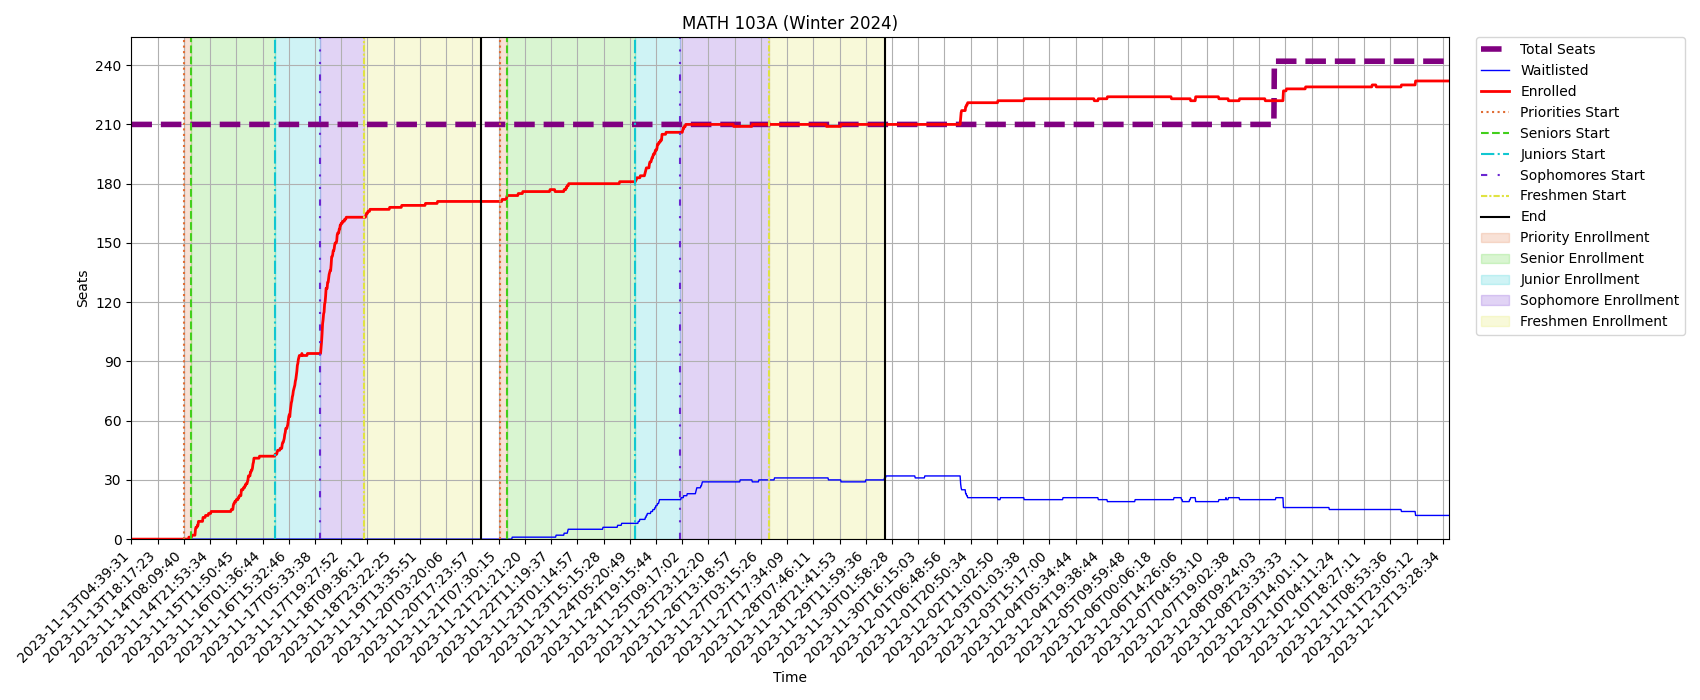 MATH 103A (Winter 2024)
Seats
240
210
180
150
120
90
60
30
0
2023-11-13T04:39:31
2023-11-13T18:17:23
2023-11-14T08:09:40
2023-11-14T21:53:34
2023-11-15T11:50:45
2023-11-16T01:36:44
2023-11-16T15:32:46
2023-11-17T05:33:38
2023-11-17T19:27:52
2023-11-18T09:36:12
2023-11-18T23:22:25
2023-11-19T13:35:51
2023-11-20T03:20:06
2023-11-20T17:23:57
2023-11-21T07:30:15
2023-11-21T21:21:20
2023-11-22T11:19:37
2023-11-23T01:14:57
2023-11-23T15:15:28
2023-11-24T05:20:49
2023-11-24T19:15:44
2023-11-25T09:17:02
2023-11-25T23:12:20
2023-11-26T13:18:57
2023-11-27T03:15:26
2023-11-27T17:34:09
2023-11-28T07:46:11
2023-11-28T21:41:53
2023-11-29T11:59:36
2023-11-30T01:58:28
2023-11-30T16:15:03
2023-12-01T06:48:56
2023-12-01T20:50:34
2023-12-02T11:02:50
2023-12-03T01:03:38
2023-12-03T15:17:00
2023-12-04T05:34:44
2023-12-04T19:38:44
2023-12-05T09:59:48
2023-12-06T00:06:18
2023-12-06T14:26:06
2023-12-07T04:53:10
2023-12-07T19:02:38
2023-12-08T09:24:03
2023-12-08T23:33:33
2023-12-09T14:01:11
2023-12-10T04:11:24
2023-12-10T18:27:11
2023-12-11T08:53:36
2023-12-11T23:05:12
2023-12-12T13:28:34
Time
Total Seats
Waitlisted
Enrolled
Priorities Start
Seniors Start
Juniors Start
Sophomores Start
Freshmen Start
End
Priority Enrollment
Senior Enrollment
Junior Enrollment
Sophomore Enrollment
Freshmen Enrollment